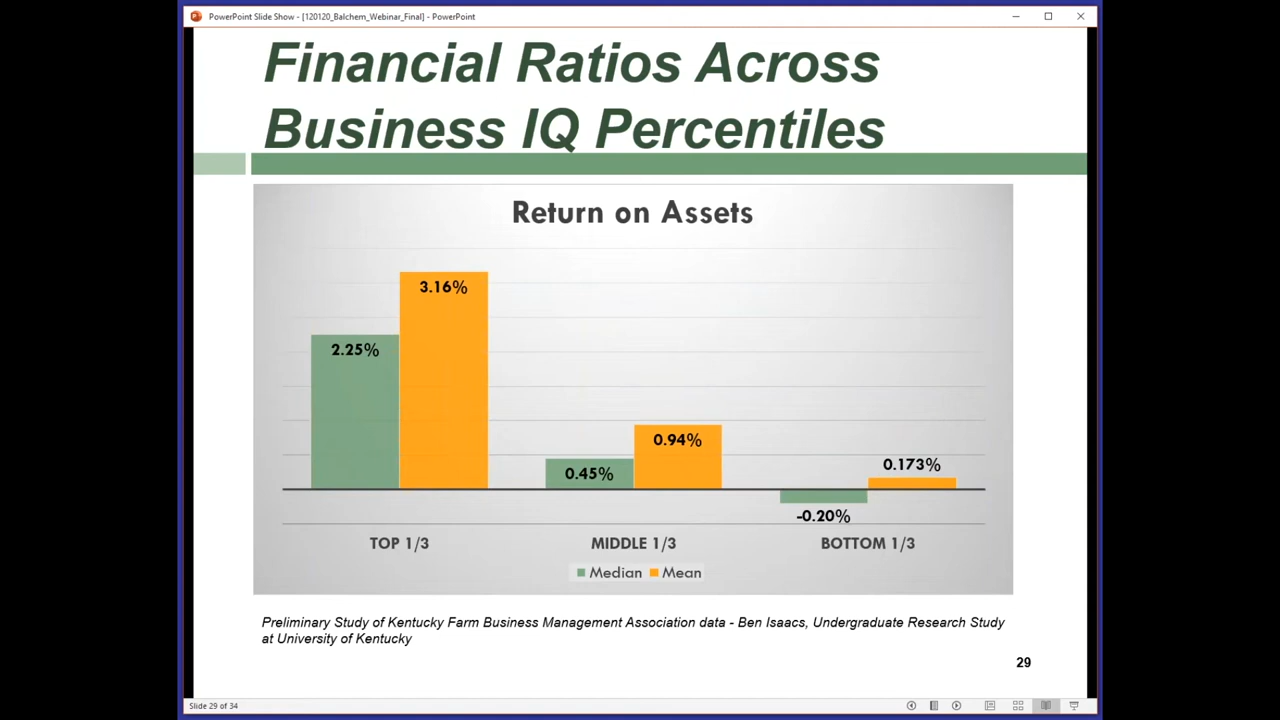 PowerPoint Slide Show - [120120_Balchem_Webinar_Final] - PowerPoint
Financial Ratios Across
Business IQ Percentiles
Return on Assets
3.16%
2.25%
0.94%
0.45%
0.173%
-0.20%
TOP 1/3
MIDDLE 1/3
BOTTOM 1/3
Median
Mean
Preliminary Study of Kentucky Farm Business Management Association data - Ben Isaacs, Undergraduate Research Study
at University of Kentucky
29
Slide 29 of 34